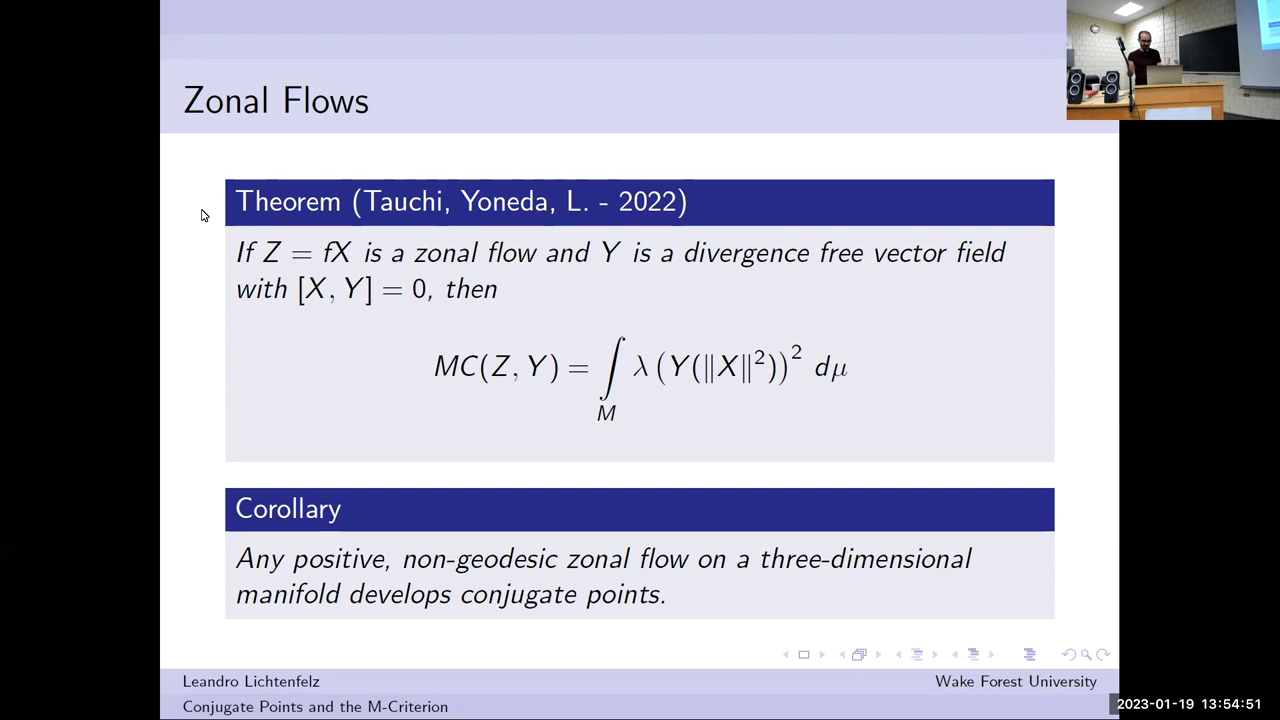 Zonal Flows
Theorem (Tauchi, Yoneda, L. - 2022)
If Z = fX is a zonal flow and Y is a divergence free vector field
with [X, Y] = 0, then
MC(Z, Y) = ∫_M λ (Y(‖X‖²))² dμ
Corollary
Any positive, non-geodesic zonal flow on a three-dimensional
manifold develops conjugate points.
Leandro Lichtenfelz
Wake Forest University
Conjugate Points and the M-Criterion
2023-01-19 13:54:51